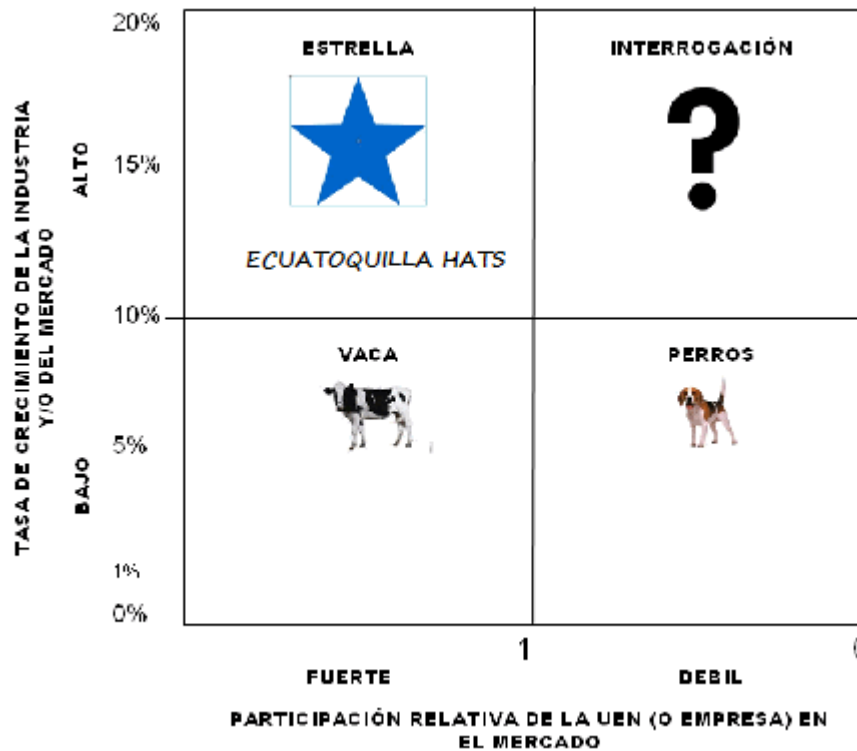 TASA DE CRECIMIENTO DE LA INDUSTRIA
Y/O DEL MERCADO
ALTO
BAJO
20%
15%
10%
5%
1%
0%
ESTRELLA
INTERROGACIÓN
?
ECUATOQUILLA HATS
VACA
PERROS
1
FUERTE
DEBIL
PARTICIPACIÓN RELATIVA DE LA UEN (O EMPRESA) EN
EL MERCADO